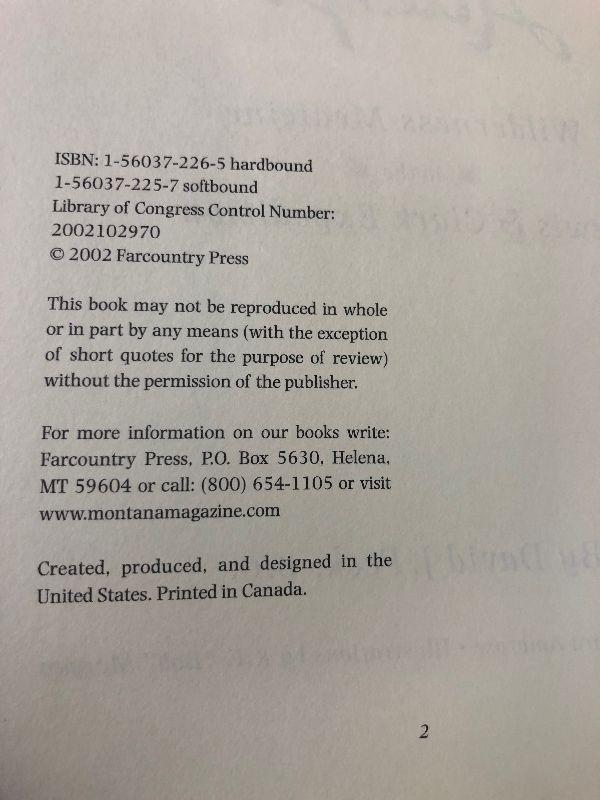 ISBN: 1-56037-226-5 hardbound
1-56037-225-7 softbound
Library of Congress Control Number:
2002102970
© 2002 Farcountry Press
This book may not be reproduced in whole
or in part by any means (with the exception
of short quotes for the purpose of review)
without the permission of the publisher.
For more information on our books write:
Farcountry Press, P.O. Box 5630, Helena,
MT 59604 or call: (800) 654-1105 or visit
www.montanamagazine.com
Created, produced, and designed in the
United States. Printed in Canada.
2